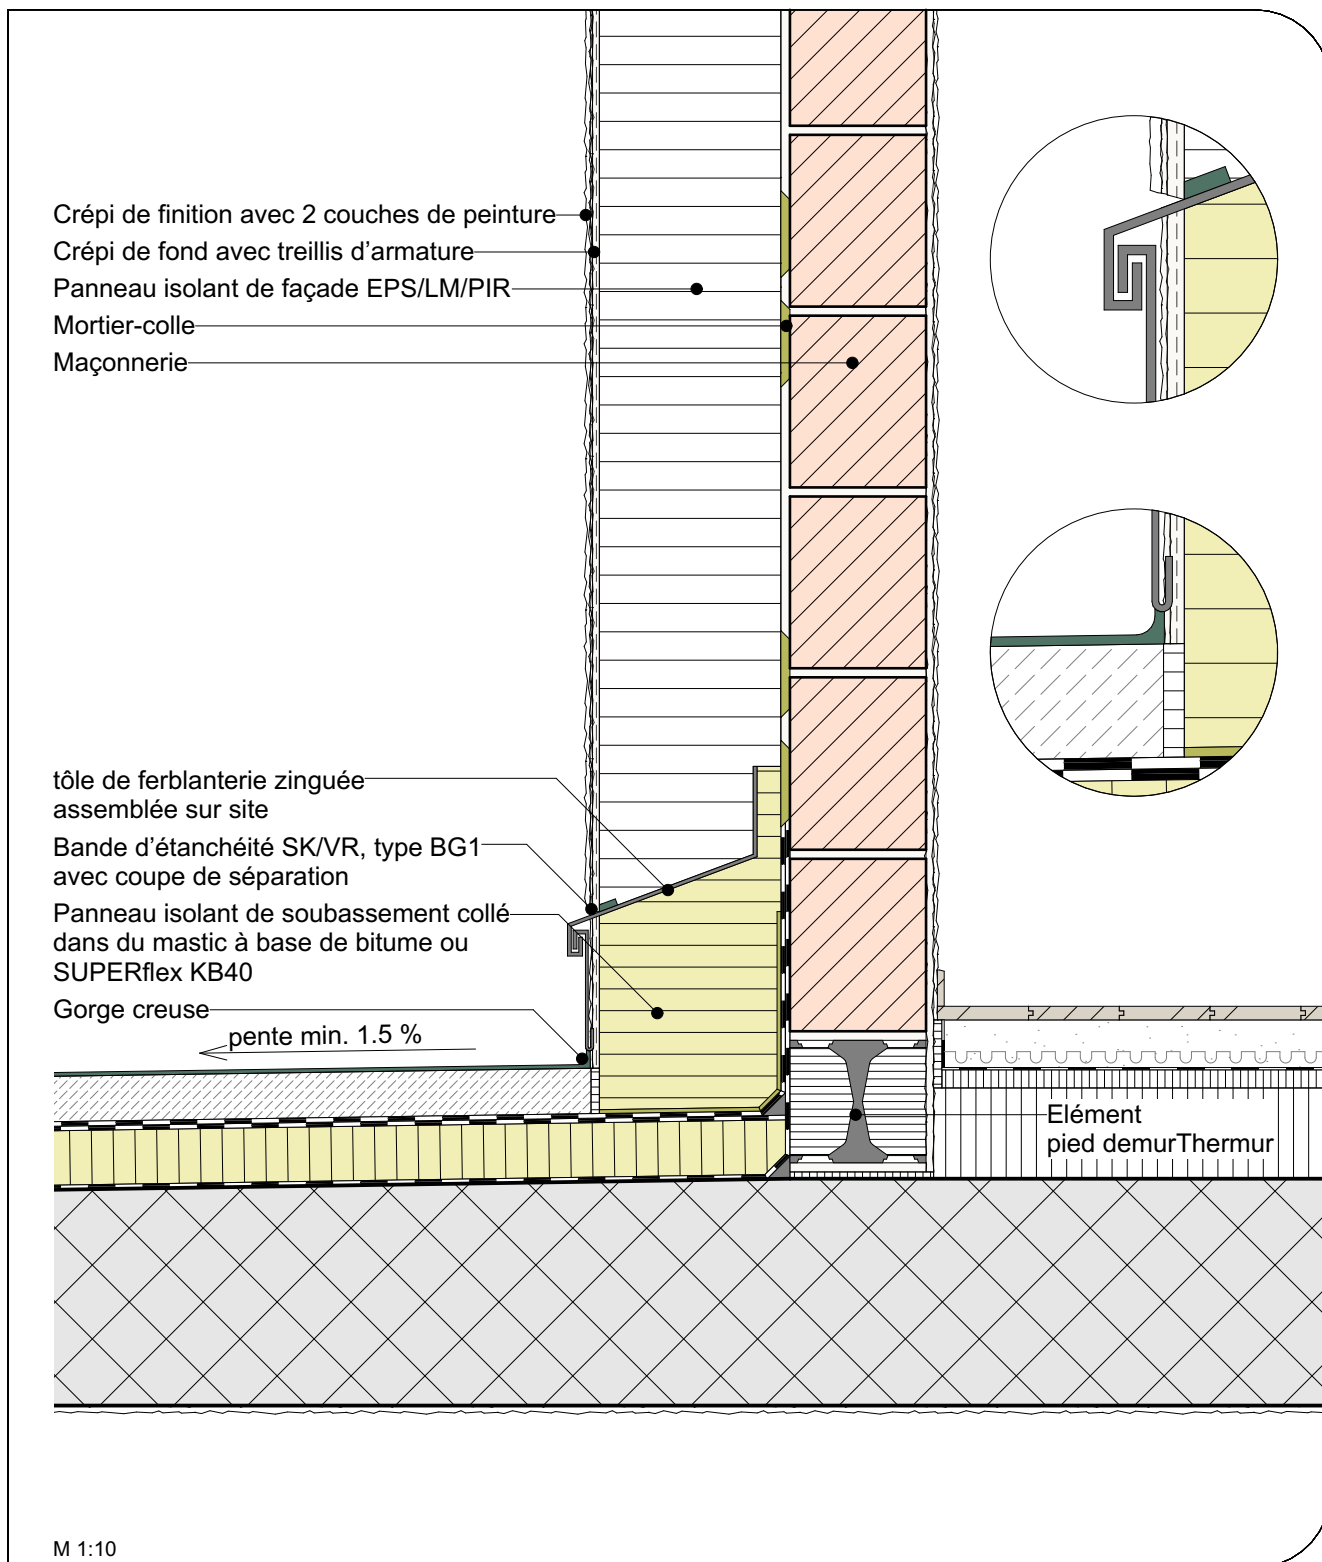 Crépi de finition avec 2 couches de peinture
Crépi de fond avec treillis d'armature
Panneau isolant de façade EPS/LM/PIR
Mortier-colle
Maçonnerie
tôle de ferblanterie zinguée
assemblée sur site
Bande d'étanchéité SK/VR, type BG1
avec coupe de séparation
Panneau isolant de soubassement collé
dans du mastic à base de bitume ou
SUPERflex KB40
Gorge creuse
pente min. 1.5 %
Elément
pied demurThermur
M 1:10